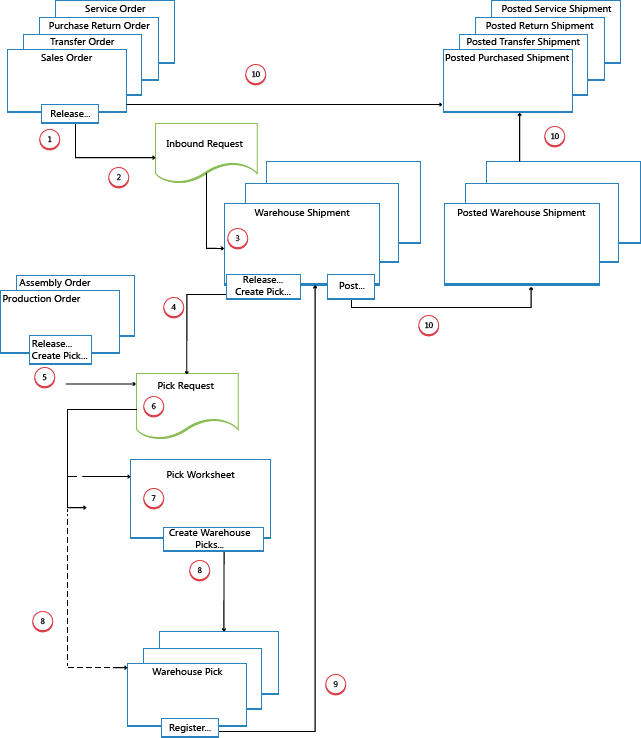 Service Order
Purchase Return Order
Transfer Order
Sales Order
Release...
Posted Service Shipment
Posted Return Shipment
Posted Transfer Shipment
Posted Purchased Shipment
10
1
2
Inbound Request
10
3
Warehouse Shipment
Release...
Create Pick...
Post...
Posted Warehouse Shipment
10
Assembly Order
Production Order
Release...
Create Pick...
4
5
Pick Request
6
Pick Worksheet
7
Create Warehouse
Picks...
8
8
Warehouse Pick
Register...
9